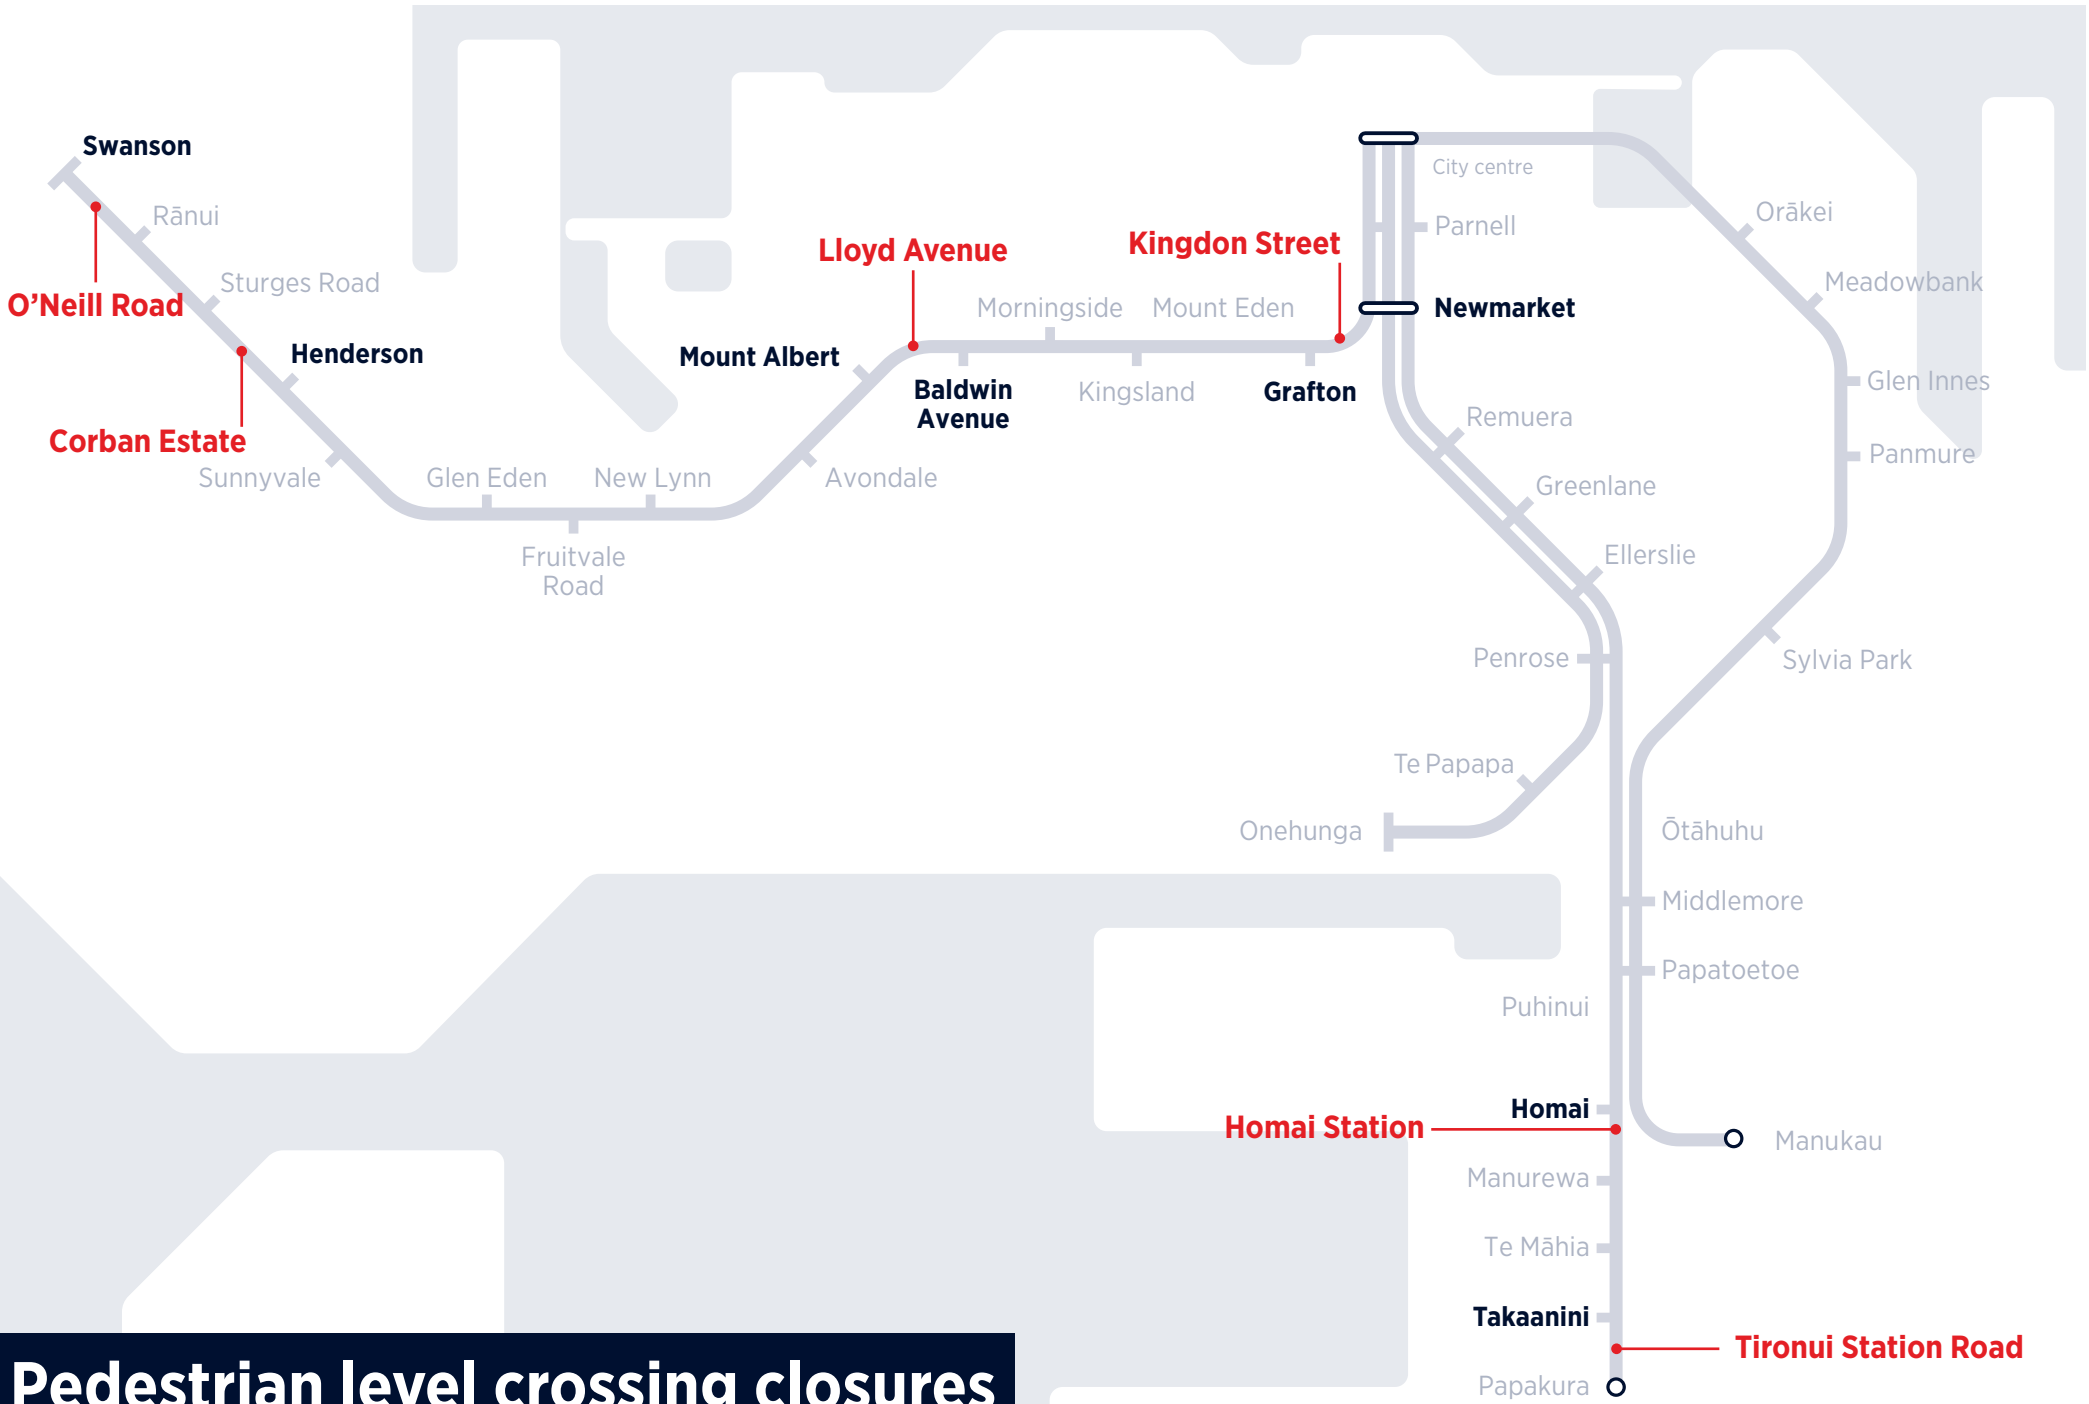 Swanson
Rānui
O’Neill Road
Sturges Road
Henderson
Corban Estate
Sunnyvale
Glen Eden
Fruitvale
Road
New Lynn
Avondale
Mount Albert
Lloyd Avenue
Baldwin
Avenue
Morningside
Kingsland
Mount Eden
Grafton
Kingdon Street
City centre
Parnell
Newmarket
Remuera
Greenlane
Ellerslie
Penrose
Te Papapa
Onehunga
Orākei
Meadowbank
Glen Innes
Panmure
Sylvia Park
Ōtāhuhu
Middlemore
Papatoetoe
Puhinui
Homai
Homai Station
Manukau
Manurewa
Te Māhia
Takaanini
Tironui Station Road
Papakura
Pedestrian level crossing closures